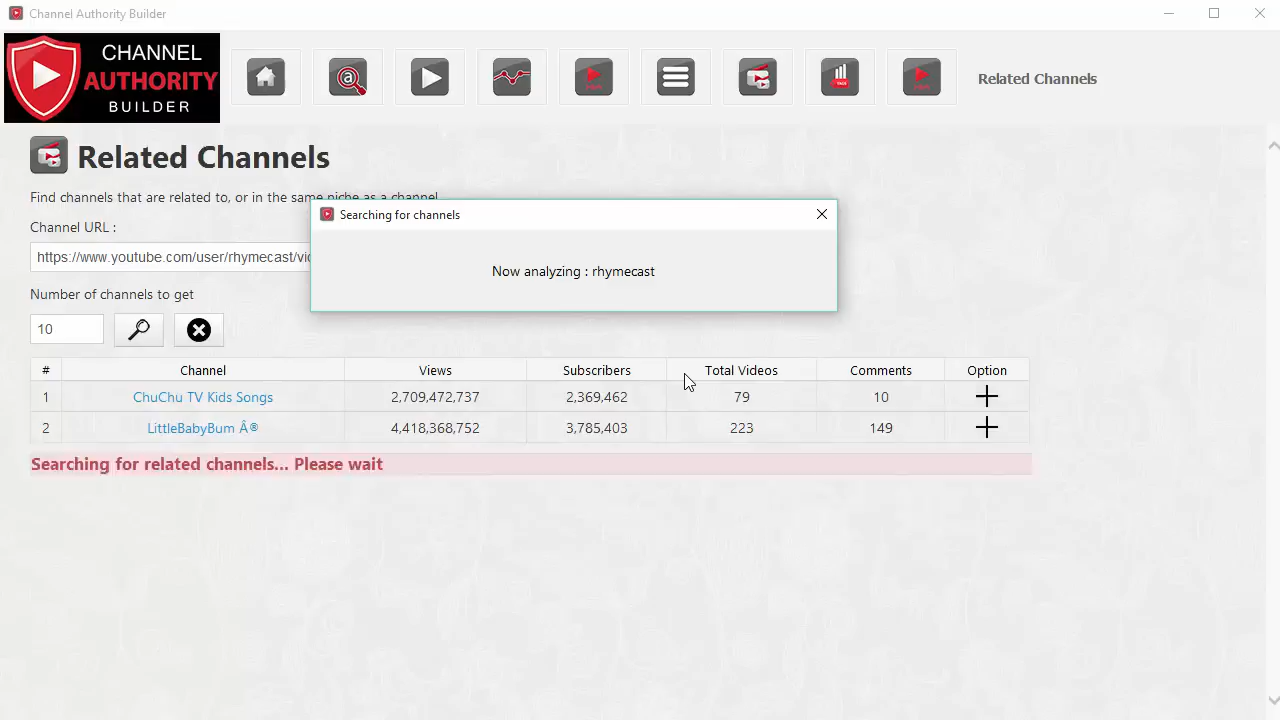 Channel Authority Builder
CHANNEL
AUTHORITY
BUILDER
Related Channels
Related Channels
Find channels that are related to, or in the same niche as a channel
Channel URL :
Searching for channels
Now analyzing : rhymecast
https://www.youtube.com/user/rhymecast/vi
Number of channels to get
10
# Channel Views Subscribers Total Videos Comments Option
1 ChuChu TV Kids Songs 2,709,472,737 2,369,462 79 10
2 LittleBabyBum Â® 4,418,368,752 3,785,403 223 149
Searching for related channels... Please wait